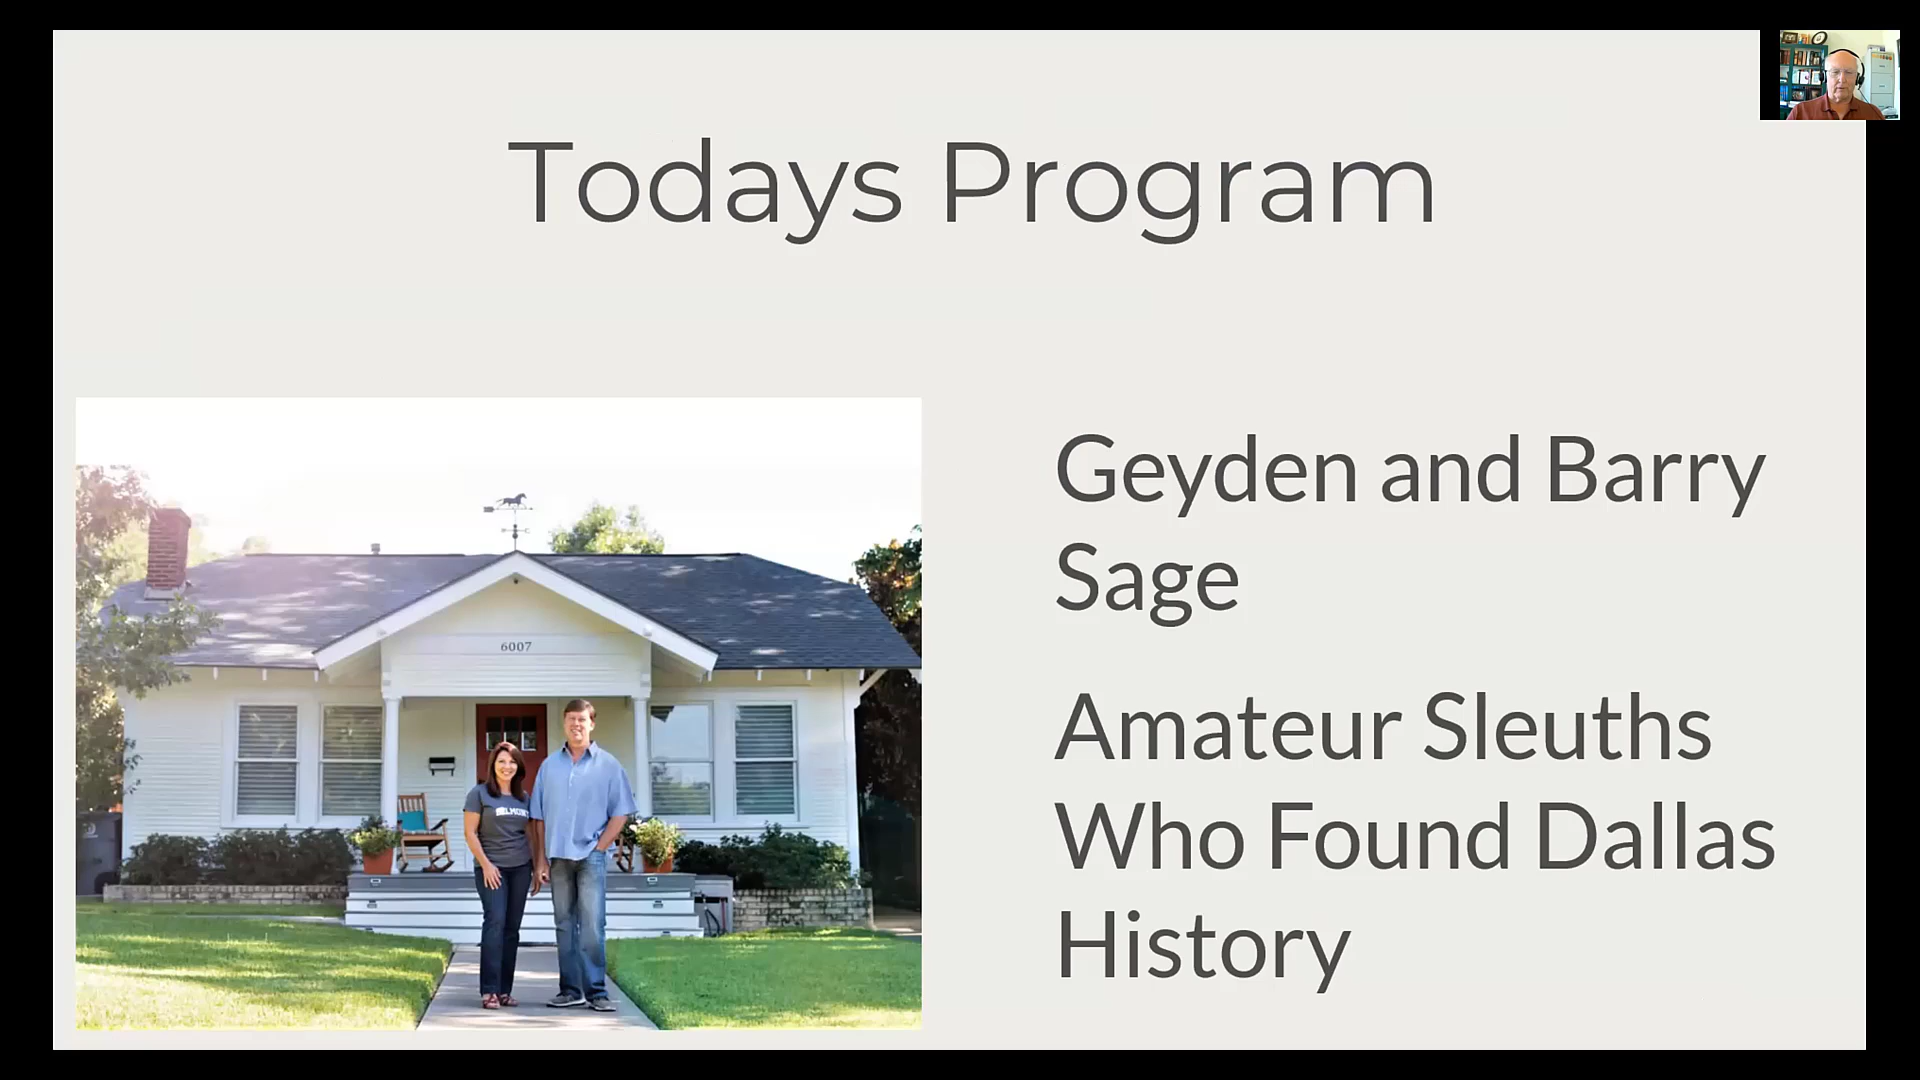 Todays Program
Geyden and Barry
Sage
Amateur Sleuths
Who Found Dallas
History
6007